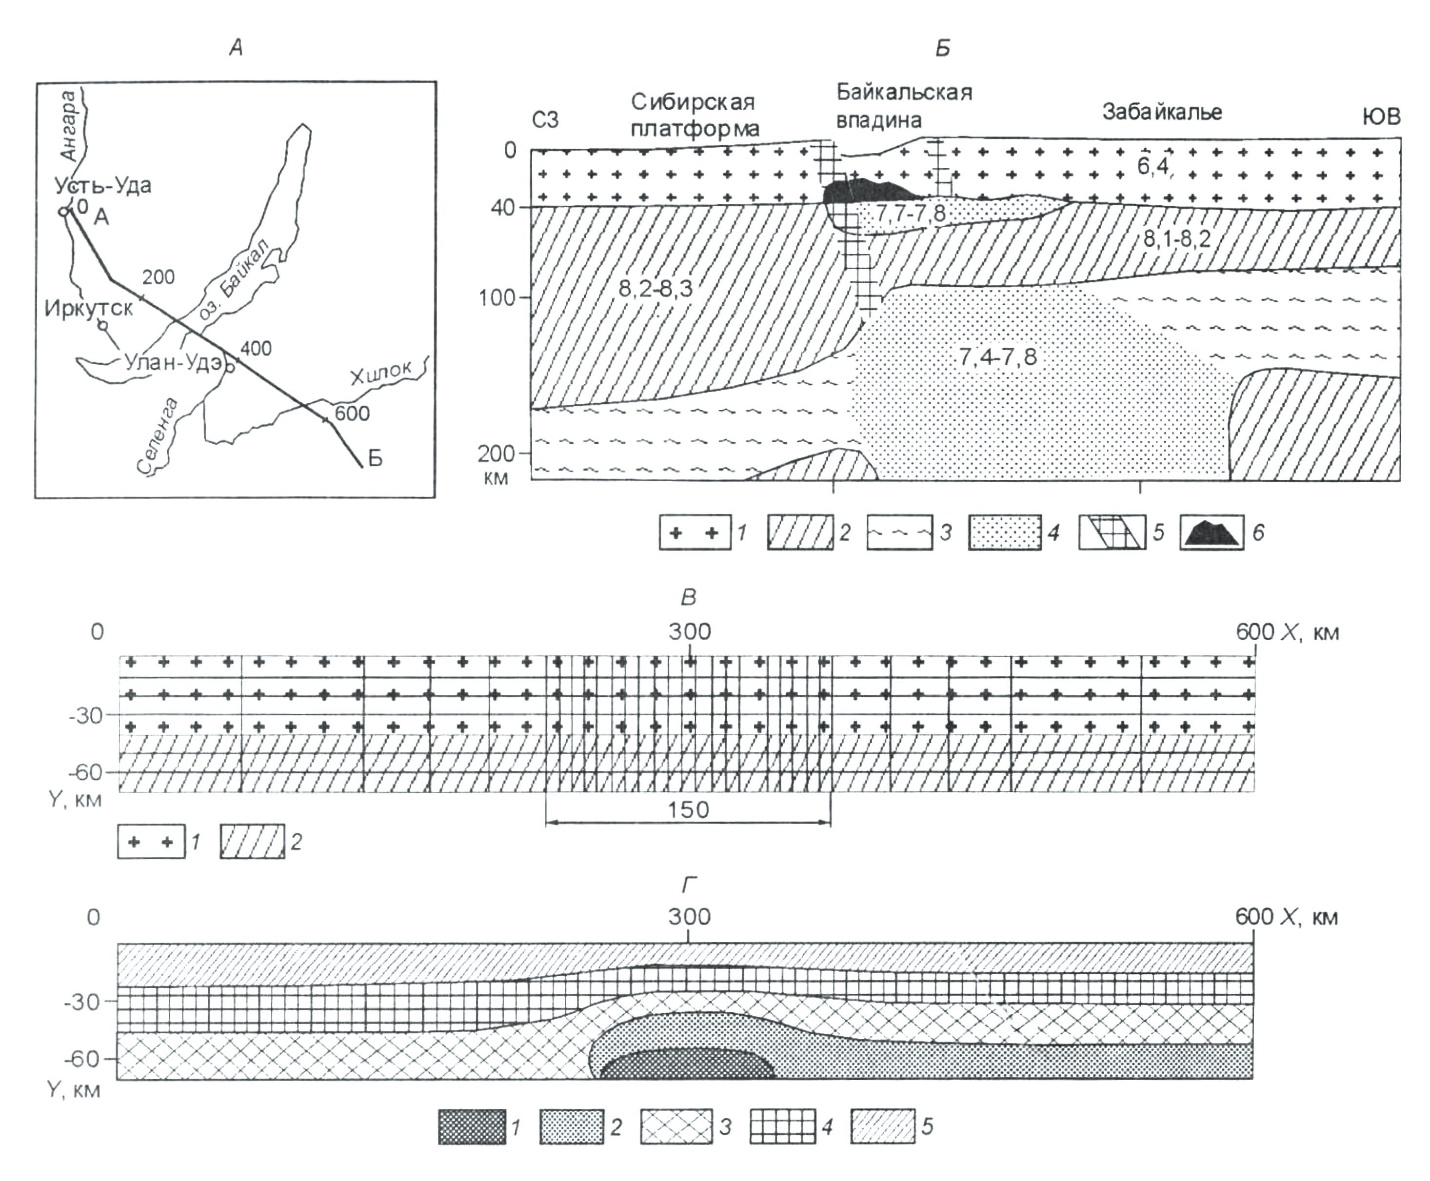 А
Ангара
Усть-Уда
0 А
200
оз. Байкал
Иркутск
Улан-Удэ
400
Хилок
Селенга
600
Б
Б
СЗ
Сибирская
платформа
Байкальская
впадина
Забайкалье
ЮВ
0
40
100
200
км
6,4
7,7-7,8
8,1-8,2
8,2-8,3
7,4-7,8
1 2 3 4 5 6
В
0 300 600 X, км
-30
-60
Y, км
150
1 2
Г
0 300 600 X, км
-30
-60
Y, км
1 2 3 4 5